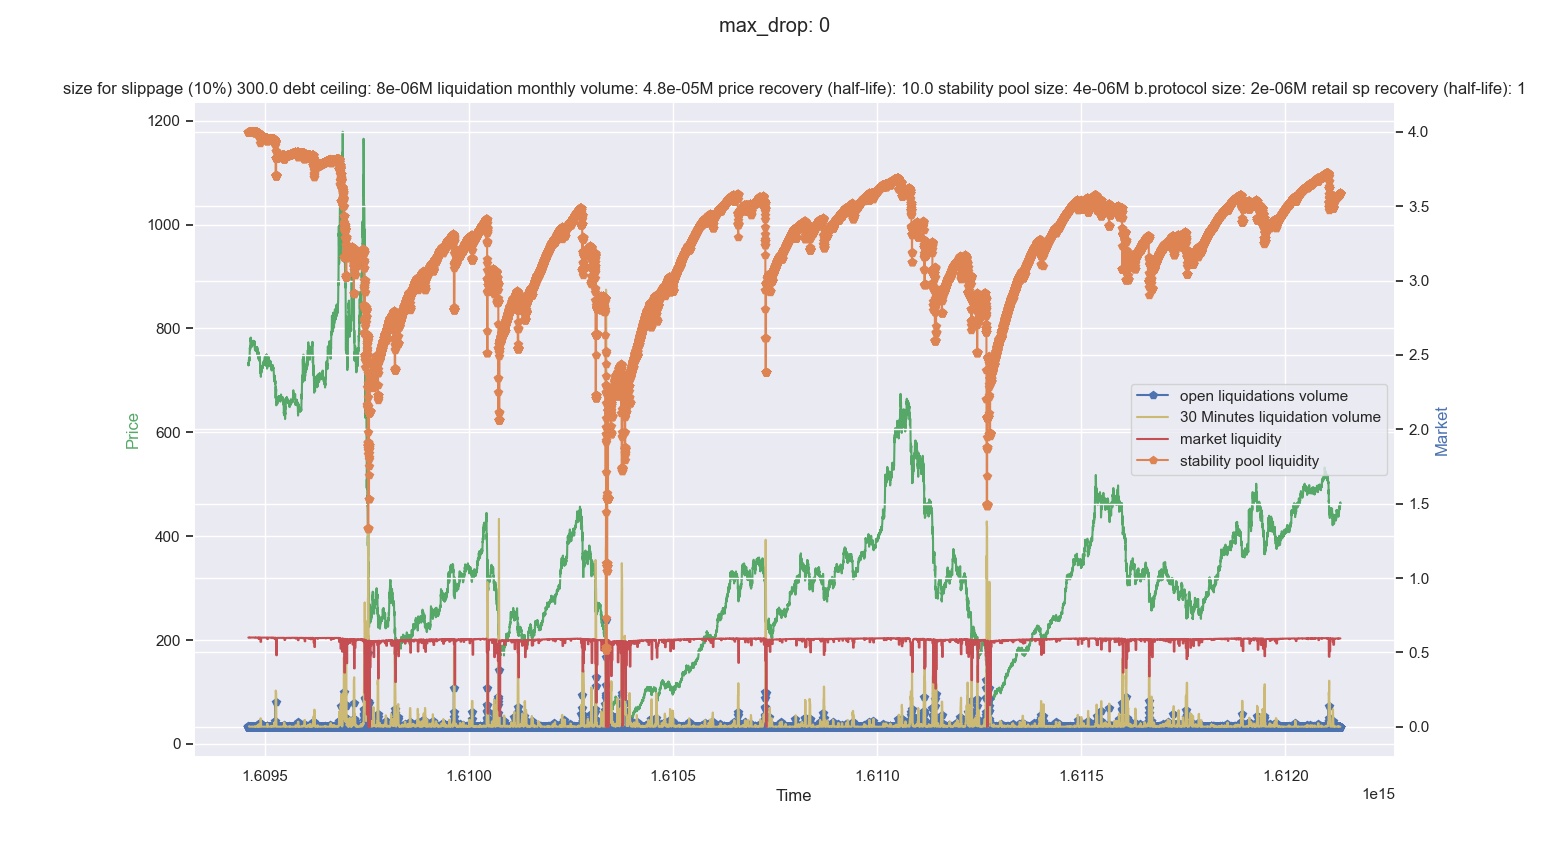 max_drop: 0
size for slippage (10%) 300.0 debt ceiling: 8e-06M liquidation monthly volume: 4.8e-05M price recovery (half-life): 10.0 stability pool size: 4e-06M b.protocol size: 2e-06M retail sp recovery (half-life): 1
1200
1000
800
600
400
200
0
Price
4.0
3.5
3.0
2.5
2.0
1.5
1.0
0.5
0.0
Market
open liquidations volume
30 Minutes liquidation volume
market liquidity
stability pool liquidity
1.6095 1.6100 1.6105 1.6110 1.6115 1.6120
Time
1e15